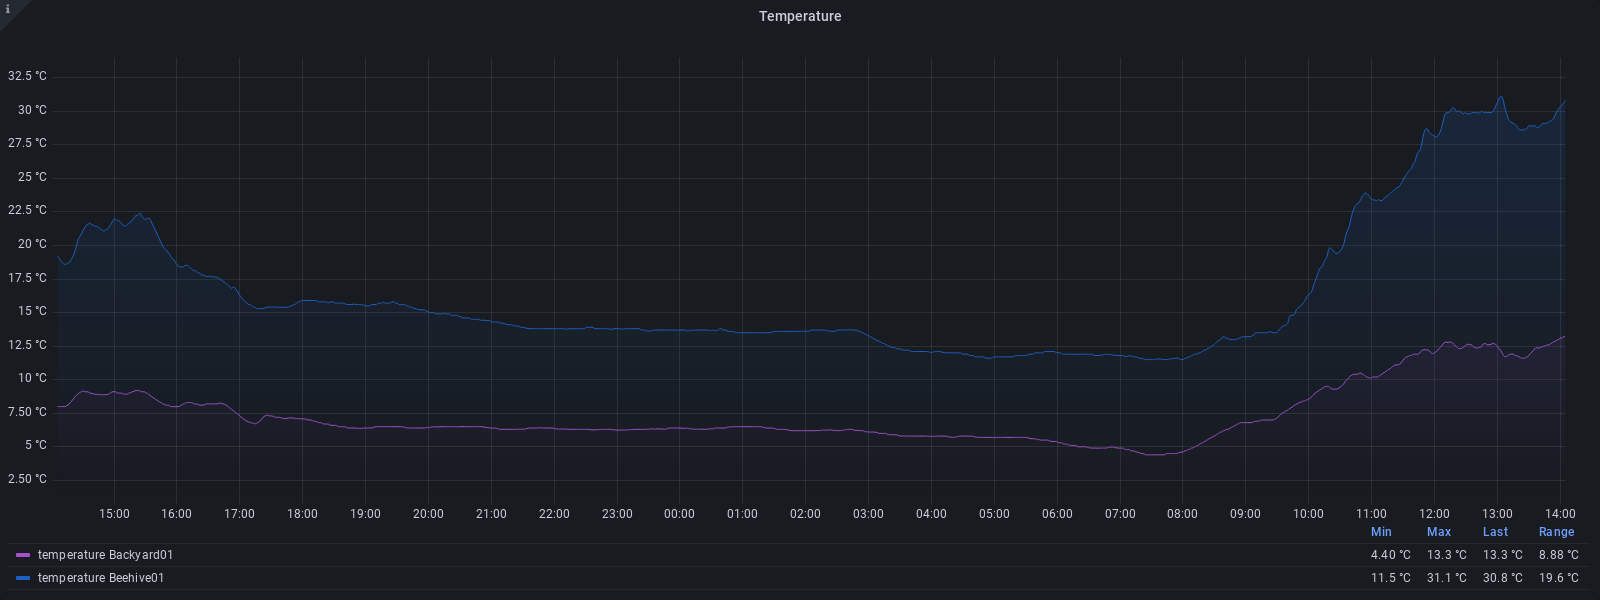 i
Temperature
32.5 °C
30 °C
27.5 °C
25 °C
22.5 °C
20 °C
17.5 °C
15 °C
12.5 °C
10 °C
7.50 °C
5 °C
2.50 °C
15:00 16:00 17:00 18:00 19:00 20:00 21:00 22:00 23:00 00:00 01:00 02:00 03:00 04:00 05:00 06:00 07:00 08:00 09:00 10:00 11:00 12:00 13:00 14:00
Min Max Last Range
temperature Backyard01 4.40 °C 13.3 °C 13.3 °C 8.88 °C
temperature Beehive01 11.5 °C 31.1 °C 30.8 °C 19.6 °C